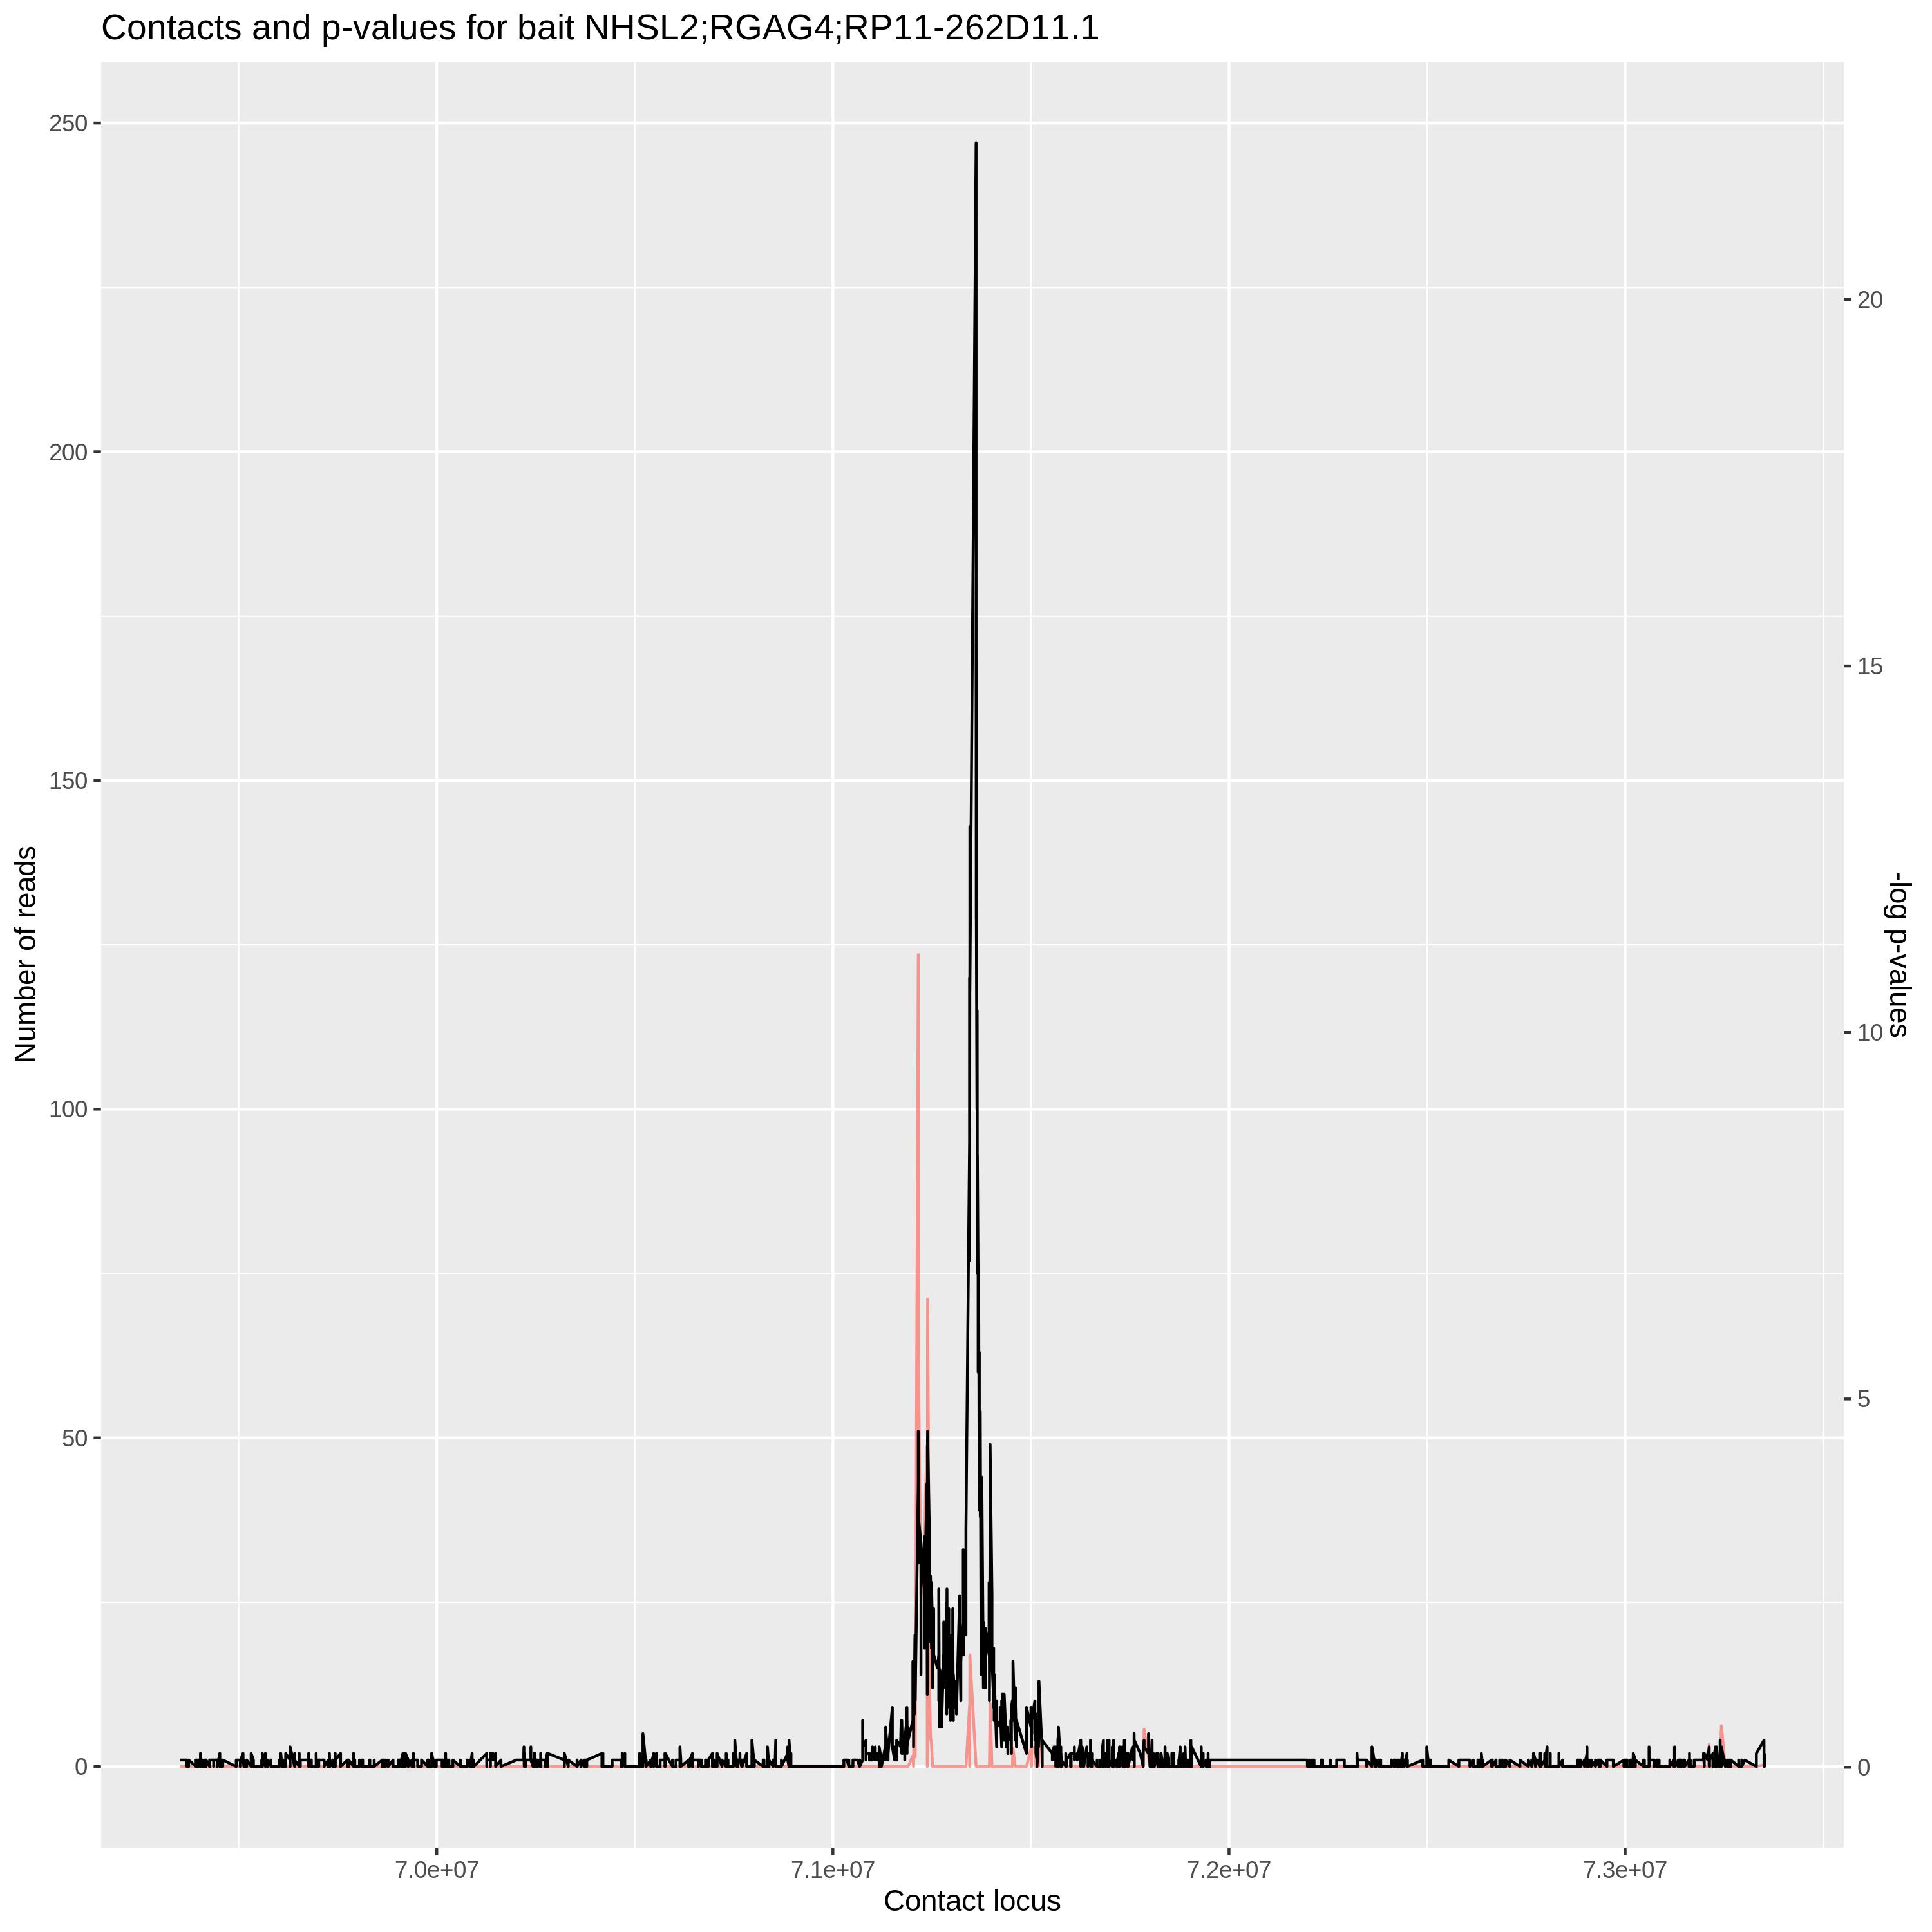 Contacts and p-values for bait NHSL2;RGAG4;RP11-262D11.1
250
200
150
100
50
0
Number of reads
20
15
10
5
0
-log p-values
7.0e+07 7.1e+07 7.2e+07 7.3e+07
Contact locus